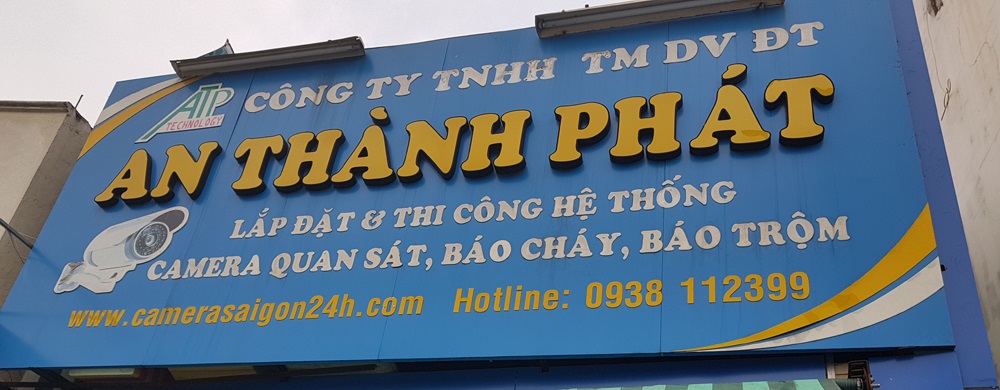 ATP
TECHNOLOGY
CÔNG TY TNHH TM DV ĐT
AN THÀNH PHÁT
LẮP ĐẶT & THI CÔNG HỆ THỐNG
CAMERA QUAN SÁT, BÁO CHÁY, BÁO TRỘM
www.camerasaigon24h.com Hotline: 0938 112399